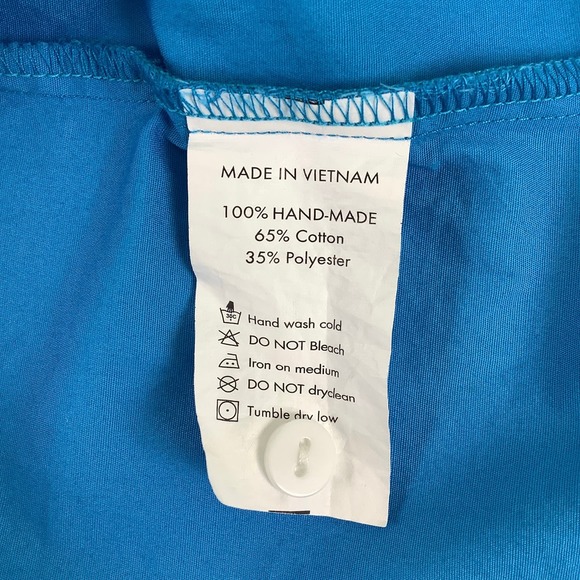 MADE IN VIETNAM
100% HAND-MADE
65% Cotton
35% Polyester
30C Hand wash cold
DO NOT Bleach
Iron on medium
DO NOT dryclean
Tumble dry low